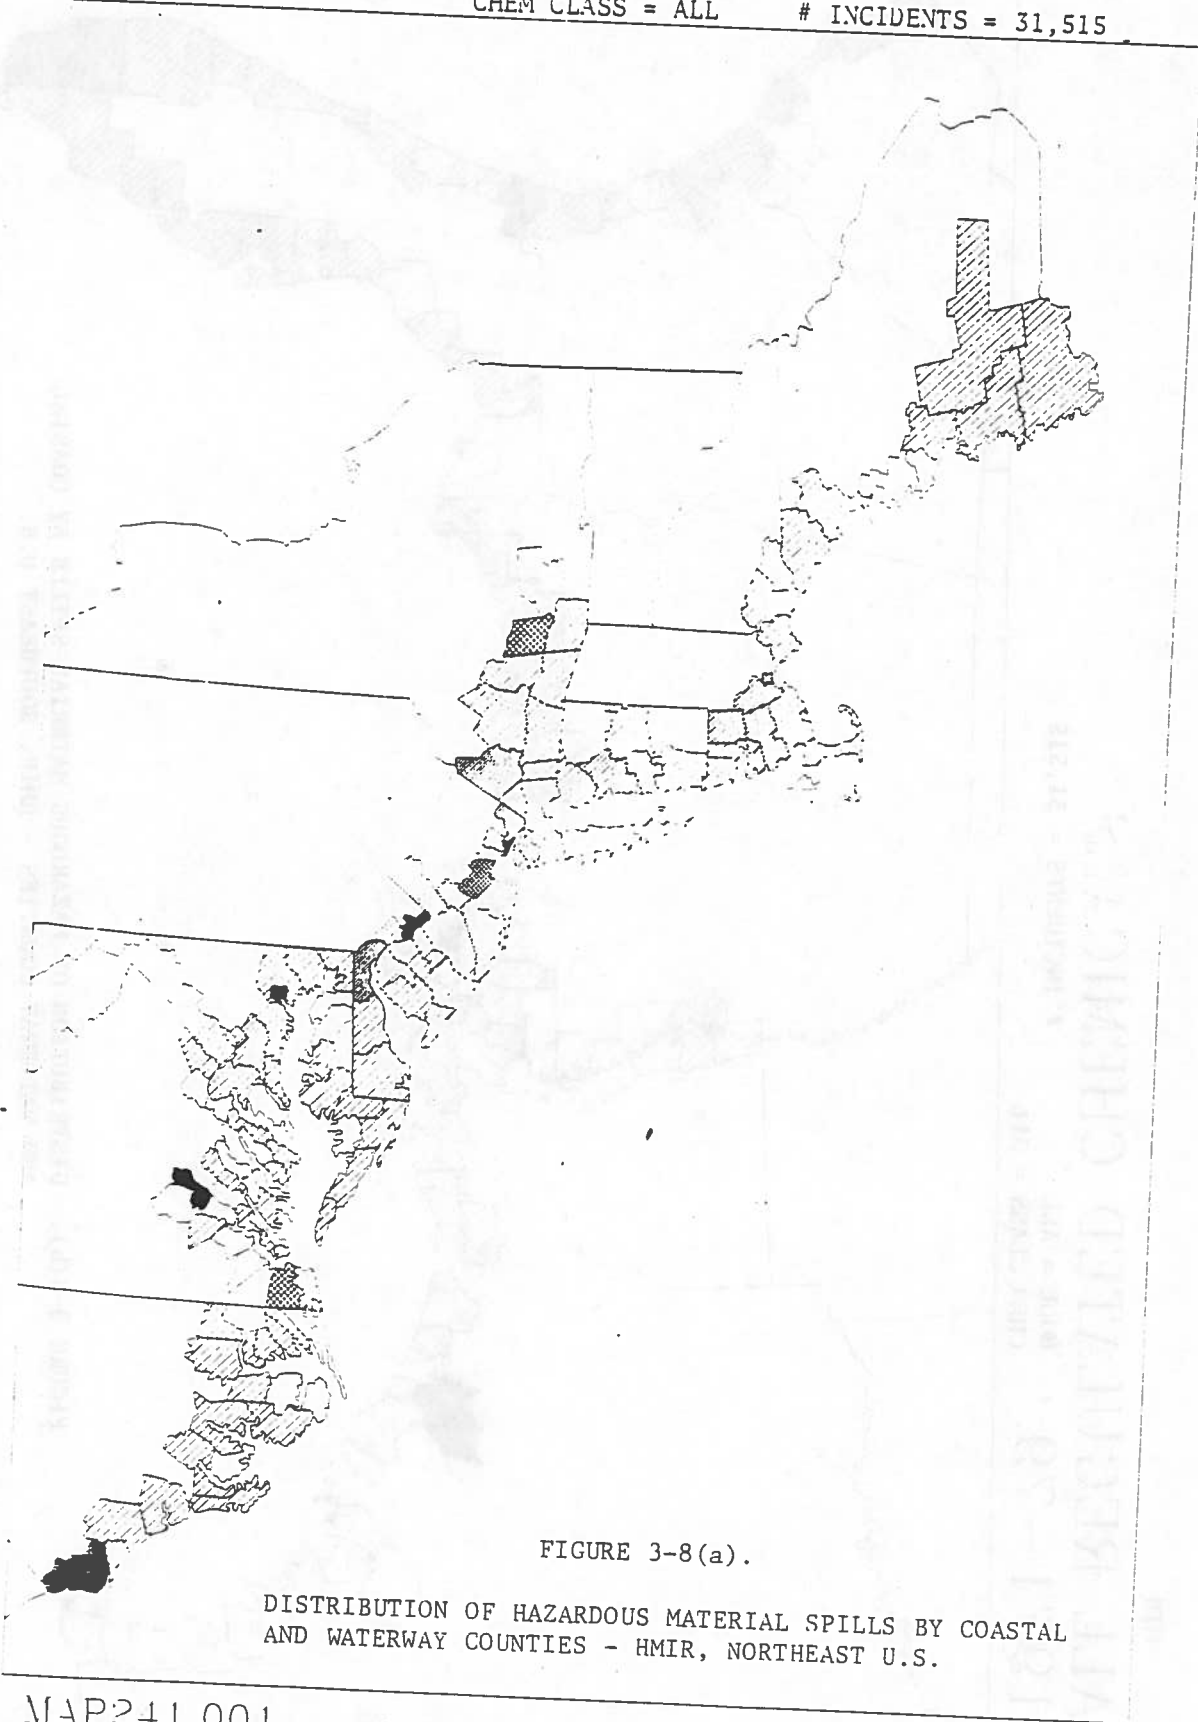 CHEM CLASS = ALL # INCIDENTS = 31,515
FIGURE 3-8(a).
DISTRIBUTION OF HAZARDOUS MATERIAL SPILLS BY COASTAL
AND WATERWAY COUNTIES - HMIR, NORTHEAST U.S.
MAP241.001